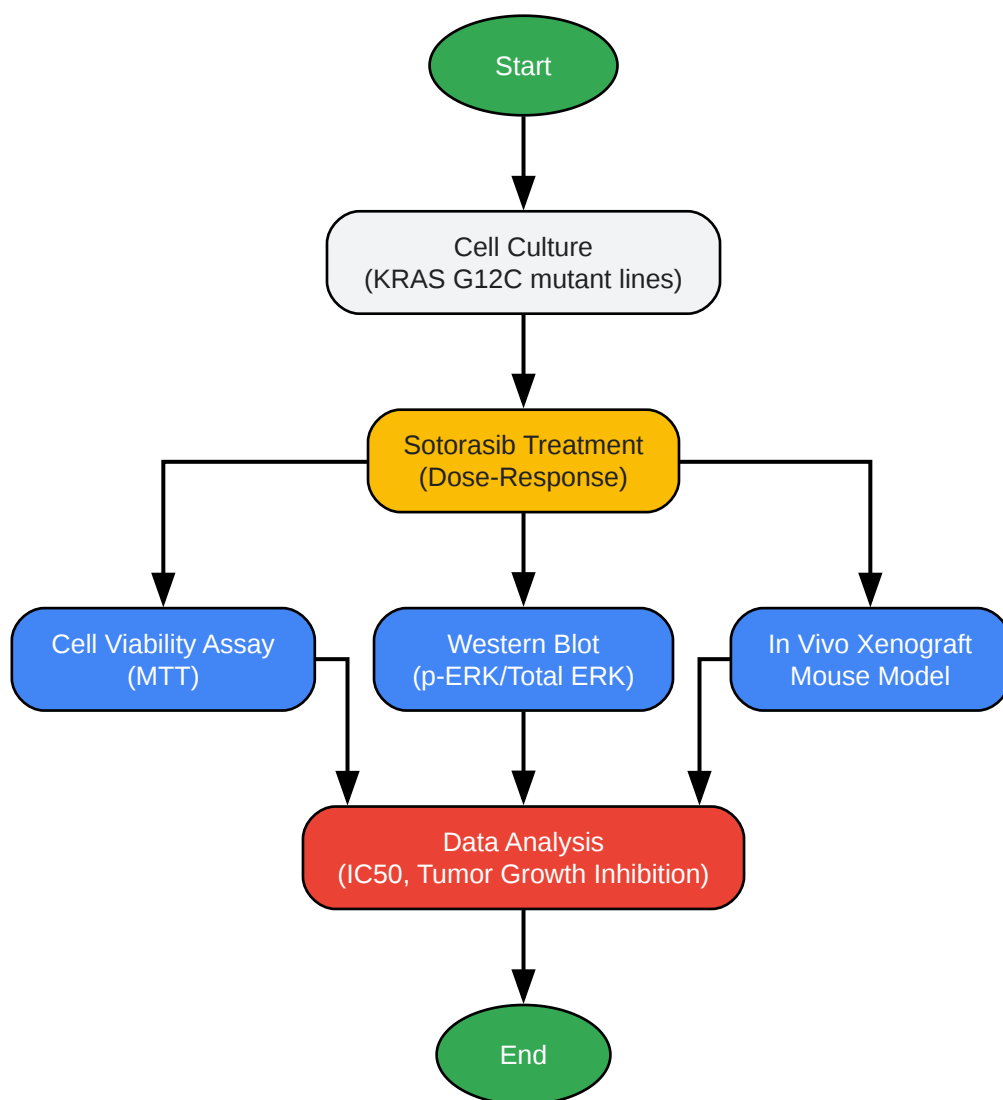 Start
Cell Culture
(KRAS G12C mutant lines)
Sotorasib Treatment
(Dose-Response)
Cell Viability Assay
(MTT)
Western Blot
(p-ERK/Total ERK)
In Vivo Xenograft
Mouse Model
Data Analysis
(IC50, Tumor Growth Inhibition)
End